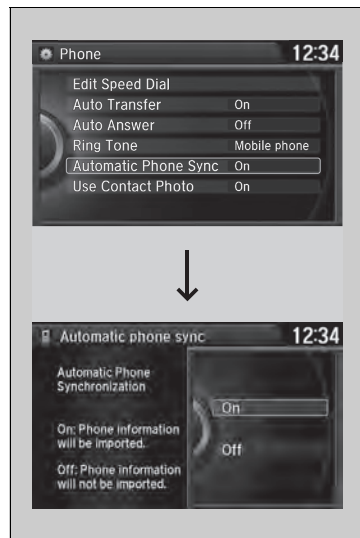 Phone 12:34
Edit Speed Dial
Auto Transfer On
Auto Answer Off
Ring Tone Mobile phone
Automatic Phone Sync On
Use Contact Photo On
Automatic phone sync 12:34
Automatic Phone
Synchronization
On: Phone information
will be imported.
Off: Phone information
will not be imported.
On
Off